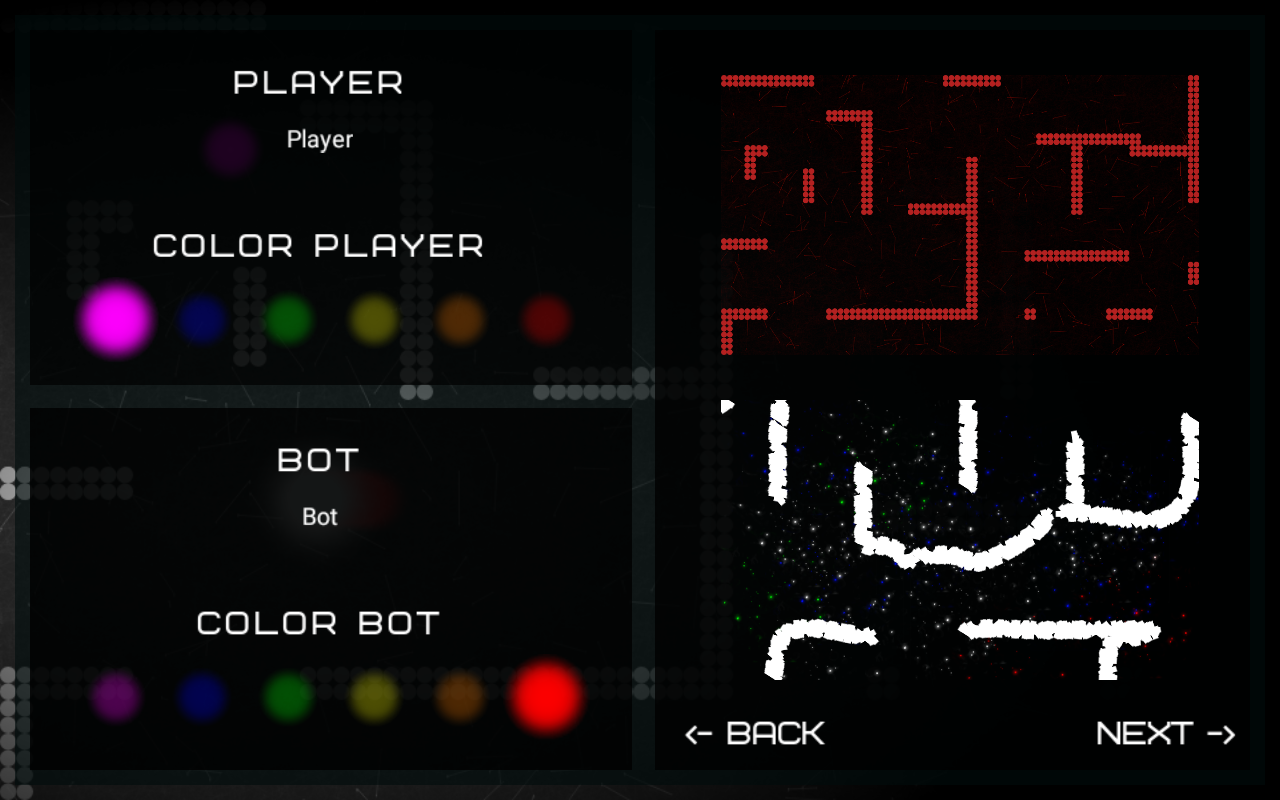 PLAYER
Player
COLOR PLAYER
BOT
Bot
COLOR BOT
<- BACK
NEXT ->